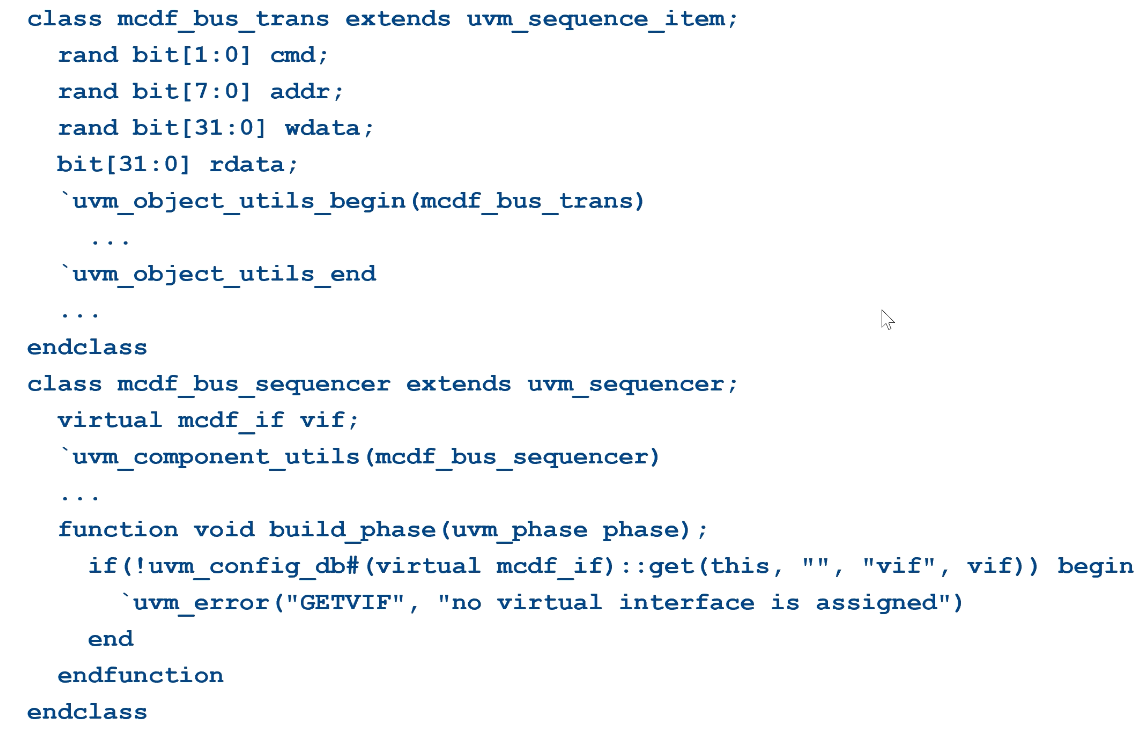 class mcdf_bus_trans extends uvm_sequence_item;
  rand bit[1:0] cmd;
  rand bit[7:0] addr;
  rand bit[31:0] wdata;
  bit[31:0] rdata;
  `uvm_object_utils_begin(mcdf_bus_trans)
    ...
  `uvm_object_utils_end
  ...
endclass
class mcdf_bus_sequencer extends uvm_sequencer;
  virtual mcdf_if vif;
  `uvm_component_utils(mcdf_bus_sequencer)
  ...
  function void build_phase(uvm_phase phase);
    if(!uvm_config_db#(virtual mcdf_if)::get(this, "", "vif", vif)) begin
      `uvm_error("GETVIF", "no virtual interface is assigned")
    end
  endfunction
endclass